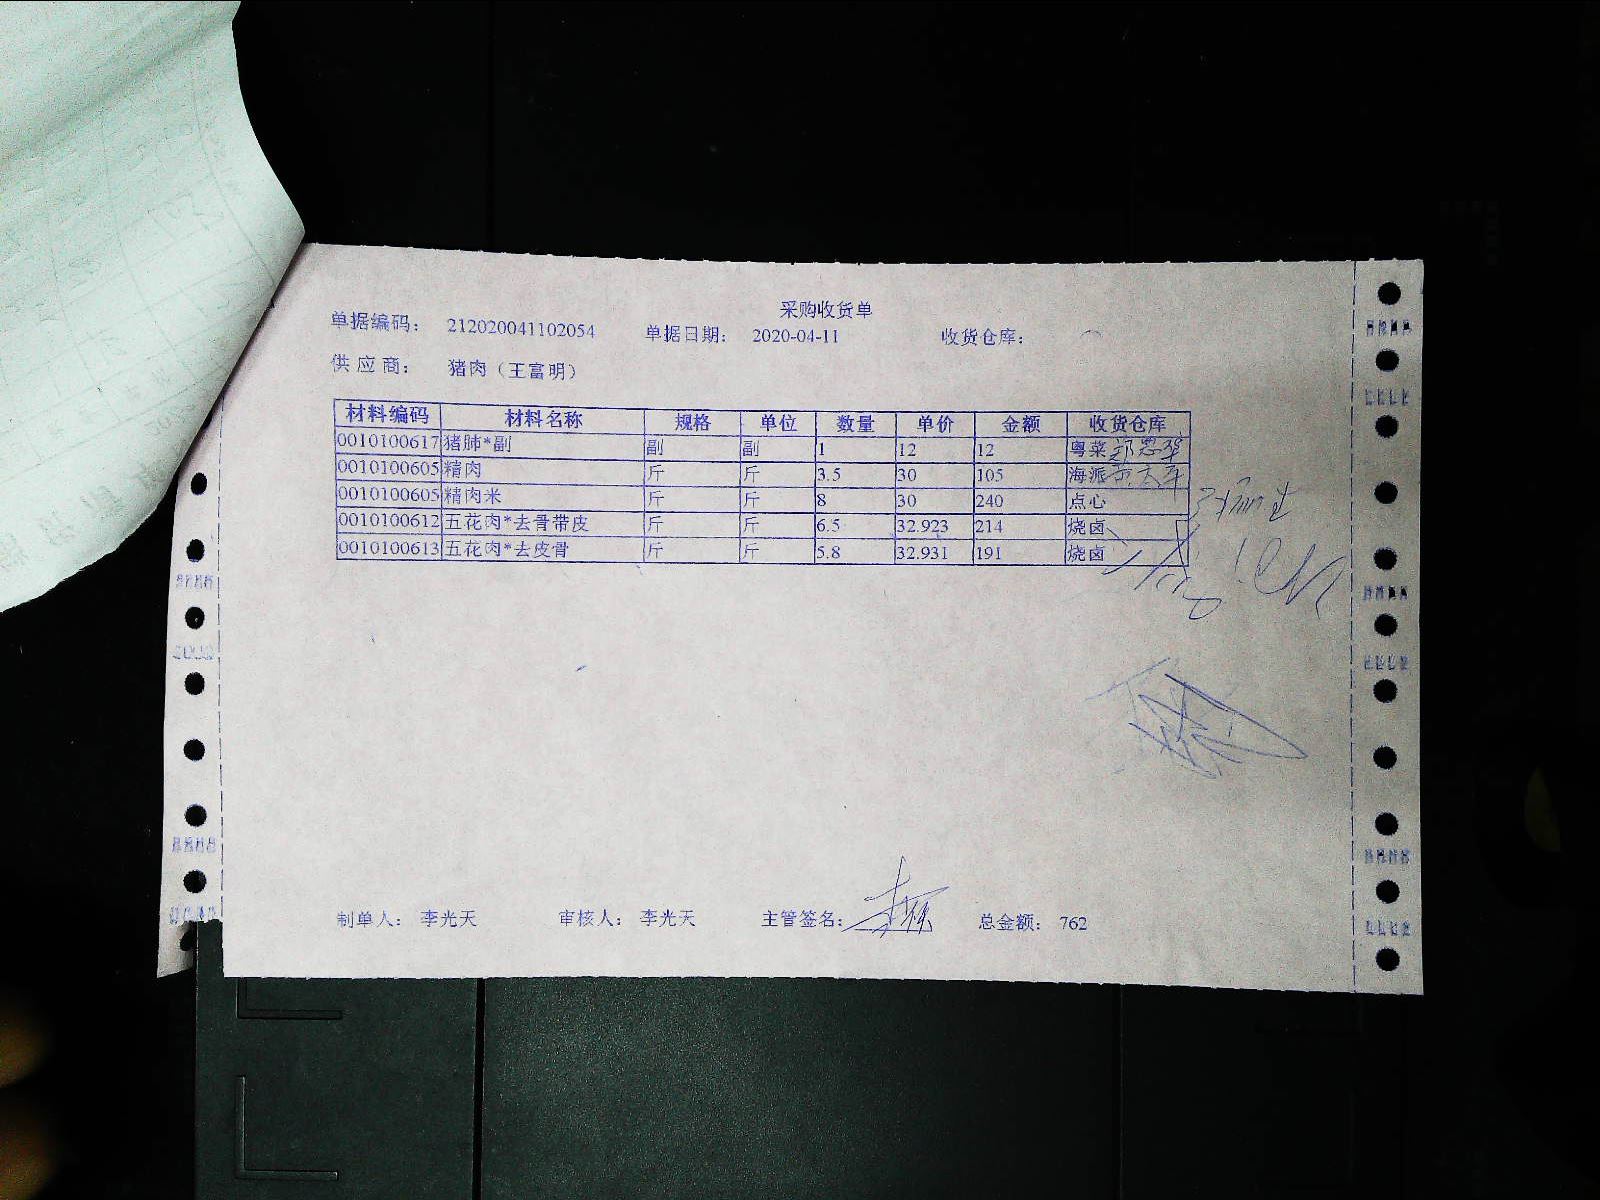 采购收货单
单据编码： 212020041102054 单据日期： 2020-04-11 收货仓库：
供应商： 猪肉（王富明）
材料编码 材料名称 规格 单位 数量 单价 金额 收货仓库
0010100617 猪肺*副 副 副 1 12 12 粤菜
0010100605 精肉 斤 斤 3.5 30 105 海派
0010100605 精肉米 斤 斤 8 30 240 点心
0010100612 五花肉*去骨带皮 斤 斤 6.5 32.923 214 烧卤
0010100613 五花肉*去皮骨 斤 斤 5.8 32.931 191 烧卤
制单人： 李光天 审核人： 李光天 主管签名： 总金额： 762